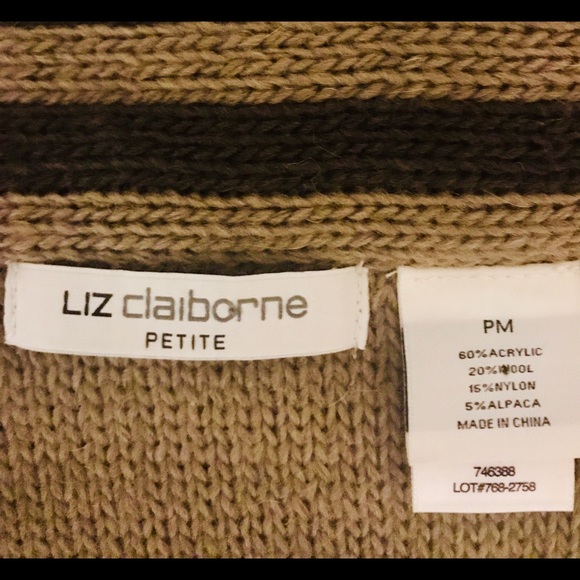 LIZ claiborne
PETITE
PM
60%ACRYLIC
20%WOOL
15%NYLON
5%ALPACA
MADE IN CHINA
746388
LOT#768-2758